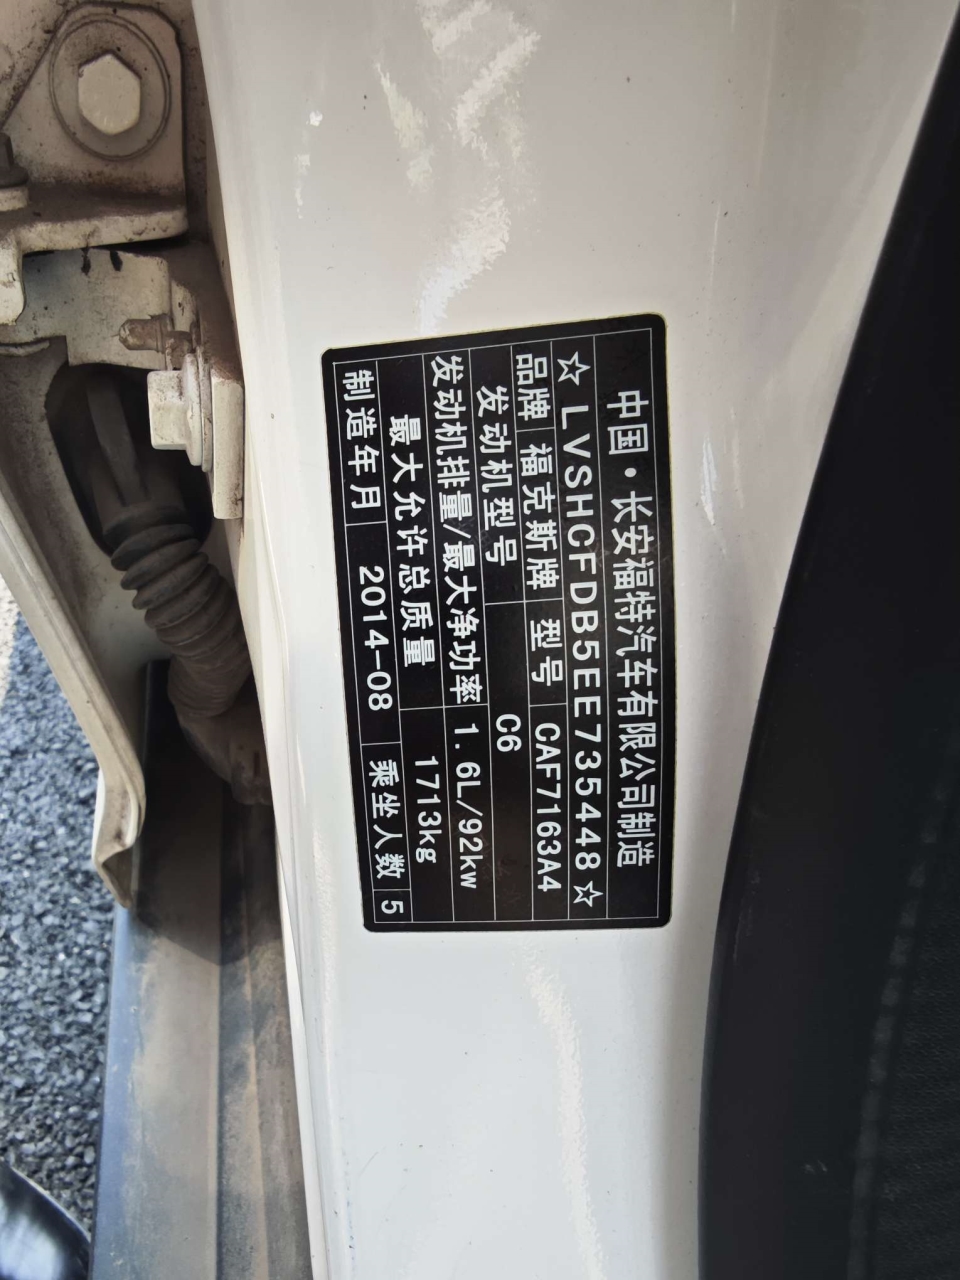 中国·长安福特汽车有限公司制造
☆LVSHCFDB5EE735448☆
品牌 福克斯牌 型号 CAF7163A4
发动机型号 C6
发动机排量/最大净功率 1.6L/92kw
最大允许总质量 1713kg
制造年月 2014-08 乘坐人数 5